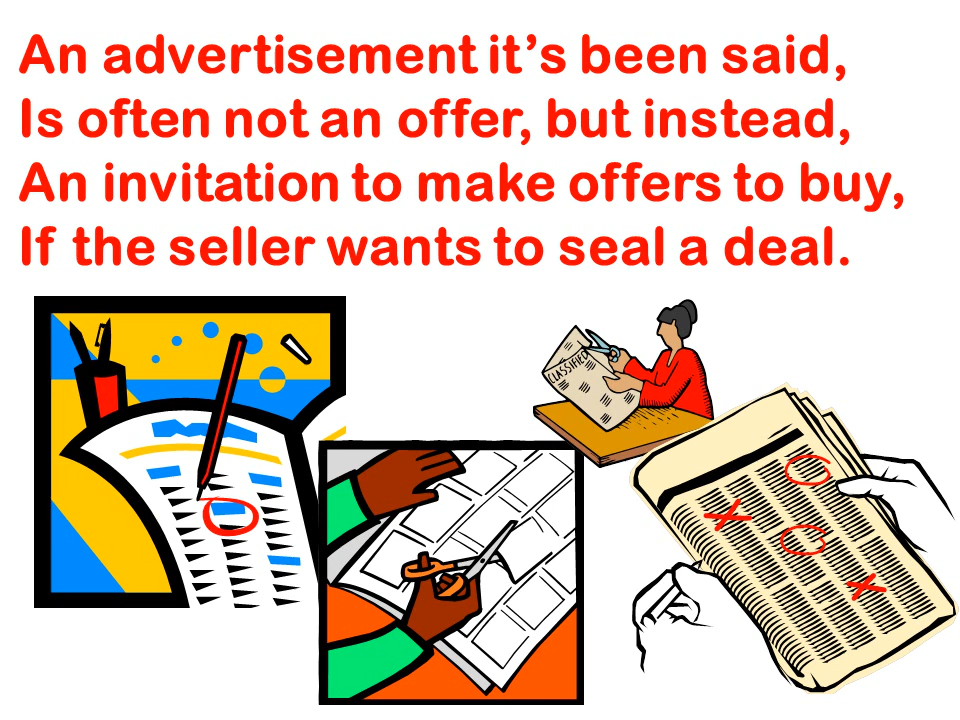 An advertisement it’s been said,
Is often not an offer, but instead,
An invitation to make offers to buy,
If the seller wants to seal a deal.
CLASSIFIED